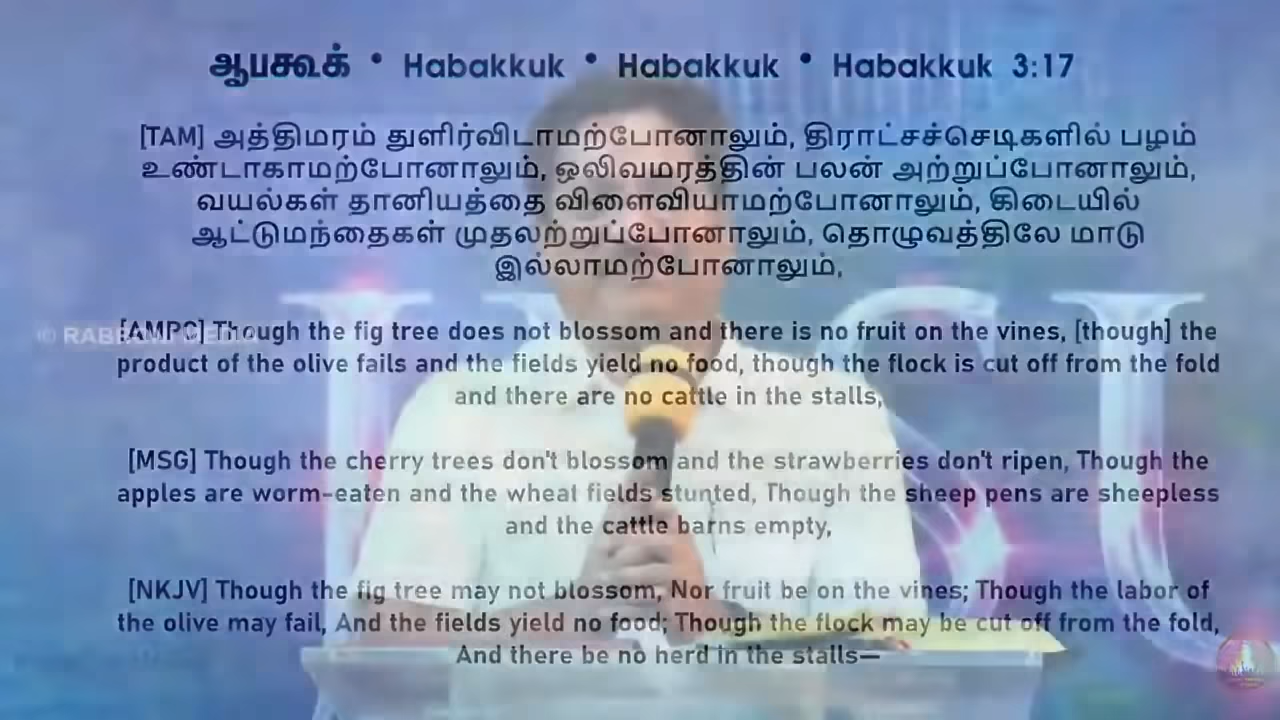 ஆபகூக் • Habakkuk • Habakkuk • Habakkuk 3:17
[TAM] அத்திமரம் துளிர்விடாமற்போனாலும், திராட்சச்செடிகளில் பழம்
உண்டாகாமற்போனாலும், ஒலிவமரத்தின் பலன் அற்றுப்போனாலும்,
வயல்கள் தானியத்தை விளைவியாமற்போனாலும், கிடையில்
ஆட்டுமந்தைகள் முதலற்றுப்போனாலும், தொழுவத்திலே மாடு
இல்லாமற்போனாலும்,
[AMPC] Though the fig tree does not blossom and there is no fruit on the vines, [though] the
product of the olive fails and the fields yield no food, though the flock is cut off from the fold
and there are no cattle in the stalls,
[MSG] Though the cherry trees don't blossom and the strawberries don't ripen, Though the
apples are worm-eaten and the wheat fields stunted, Though the sheep pens are sheepless
and the cattle barns empty,
[NKJV] Though the fig tree may not blossom, Nor fruit be on the vines; Though the labor of
the olive may fail, And the fields yield no food; Though the flock may be cut off from the fold,
And there be no herd in the stalls—